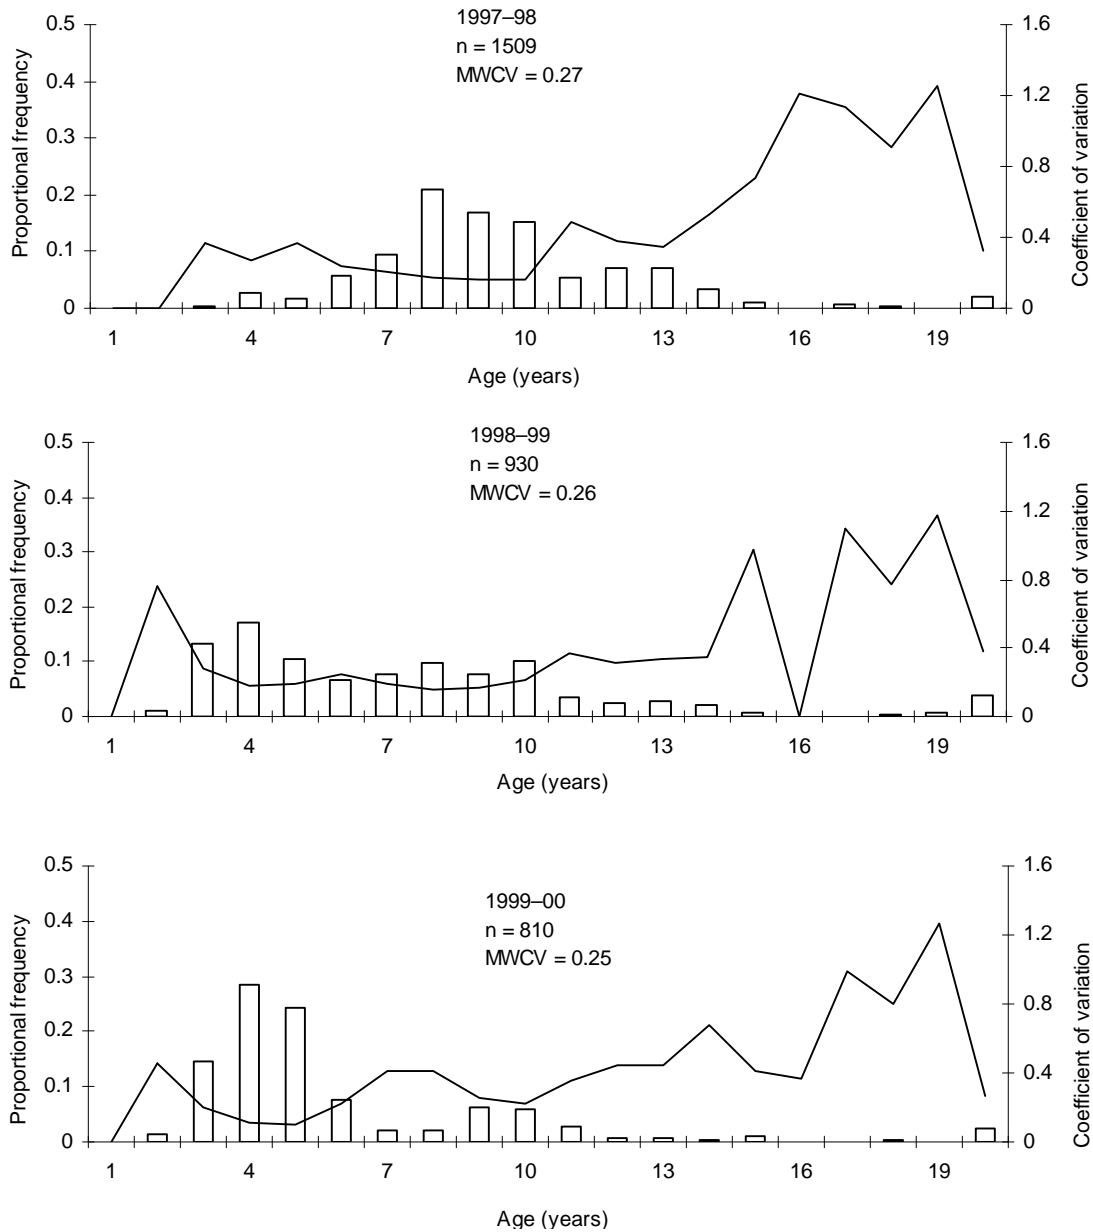 1997–98
n = 1509
MWCV = 0.27
Proportional frequency
0.5
0.4
0.3
0.2
0.1
0
1.6
1.2
0.8
0.4
0
Coefficient of variation
1 4 7 10 13 16 19
Age (years)
1998–99
n = 930
MWCV = 0.26
Proportional frequency
0.5
0.4
0.3
0.2
0.1
0
1.6
1.2
0.8
0.4
0
Coefficient of variation
1 4 7 10 13 16 19
Age (years)
1999–00
n = 810
MWCV = 0.25
Proportional frequency
0.5
0.4
0.3
0.2
0.1
0
1.6
1.2
0.8
0.4
0
Coefficient of variation
1 4 7 10 13 16 19
Age (years)